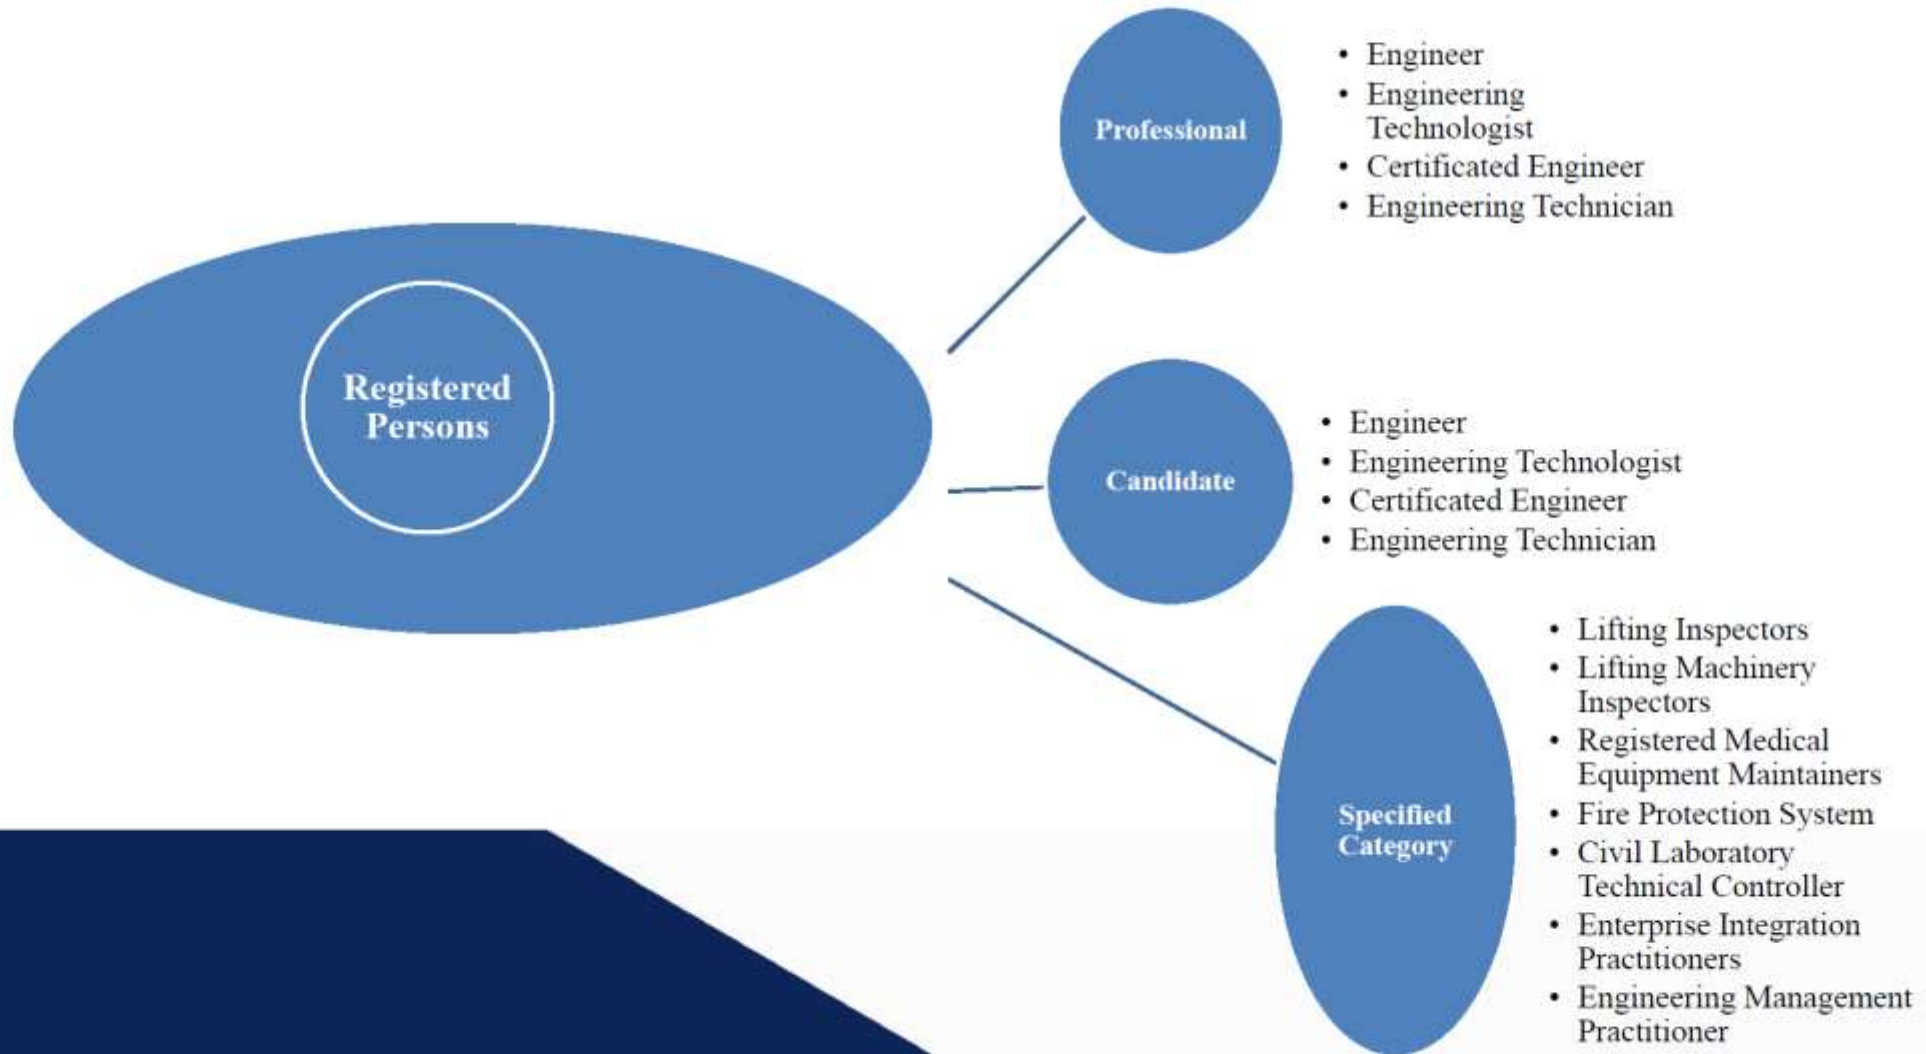 Registered
Persons
Professional
• Engineer
• Engineering
Technologist
• Certificated Engineer
• Engineering Technician
Candidate
• Engineer
• Engineering Technologist
• Certificated Engineer
• Engineering Technician
Specified
Category
• Lifting Inspectors
• Lifting Machinery
Inspectors
• Registered Medical
Equipment Maintainers
• Fire Protection System
• Civil Laboratory
Technical Controller
• Enterprise Integration
Practitioners
• Engineering Management
Practitioner